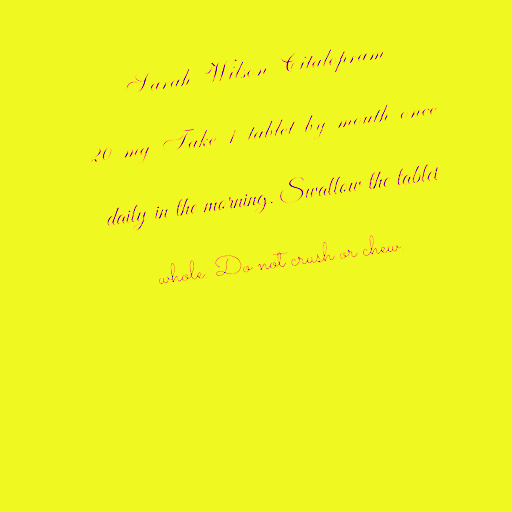 Sarah Wilson Citalopram
20 mg Take 1 tablet by mouth once
daily in the morning. Swallow the tablet
whole. Do not crush or chew.